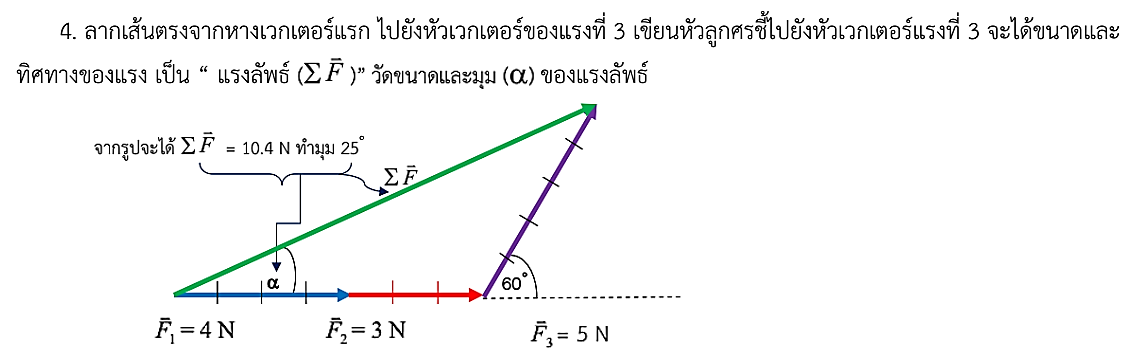 4. ลากเส้นตรงจากหางเวกเตอร์แรก ไปยังหัวเวกเตอร์ของแรงที่ 3 เขียนหัวลูกศรชี้ไปยังหัวเวกเตอร์แรงที่ 3 จะได้ขนาดและ
ทิศทางของแรง เป็น “ แรงลัพธ์ (∑ F⃗ )” วัดขนาดและมุม (α) ของแรงลัพธ์
จากรูปจะได้ ∑ F⃗ = 10.4 N ทำมุม 25°
∑ F⃗
α
60°
F⃗₁ = 4 N
F⃗₂ = 3 N
F⃗₃ = 5 N